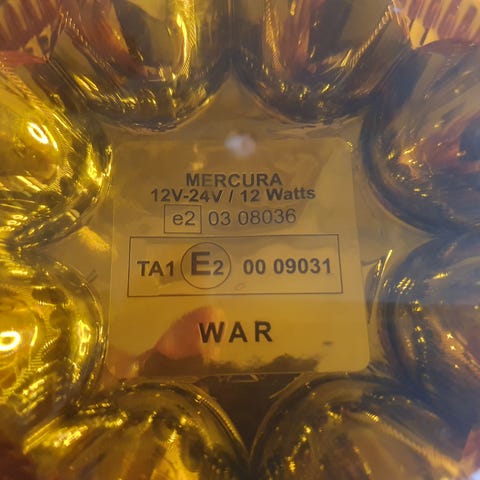 MERCURA
12V-24V / 12 Watts
e2 03 08036
TA1 E2 00 09031
WAR